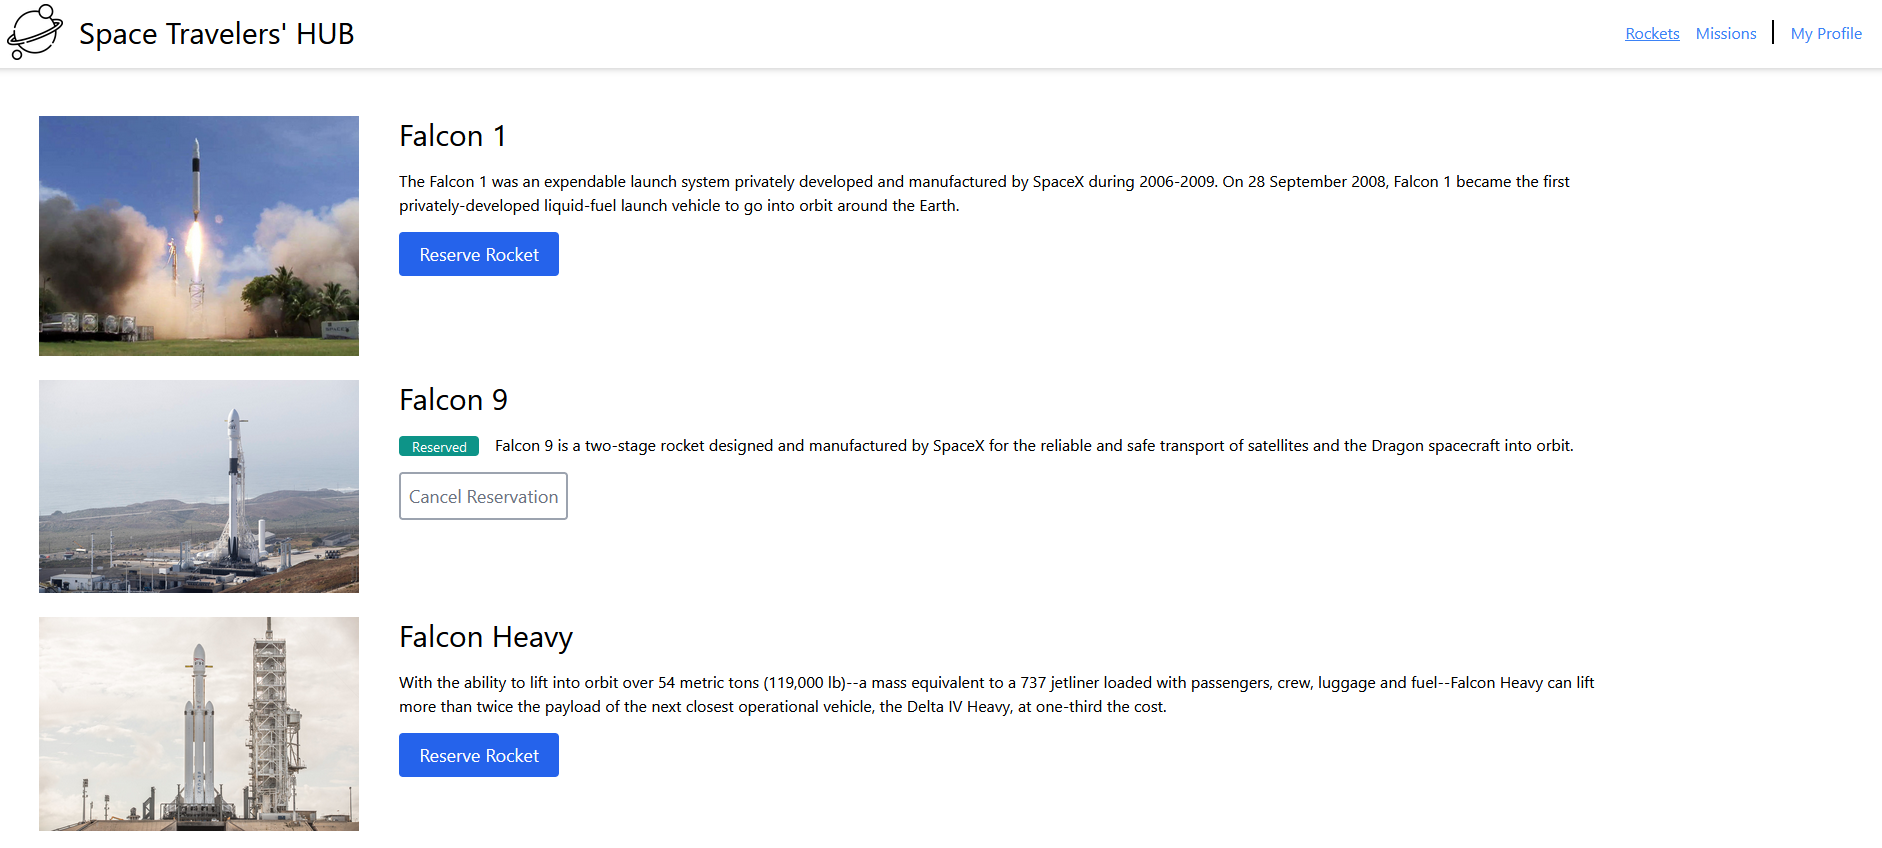 Space Travelers' HUB
Rockets Missions My Profile
Falcon 1
The Falcon 1 was an expendable launch system privately developed and manufactured by SpaceX during 2006-2009. On 28 September 2008, Falcon 1 became the first
privately-developed liquid-fuel launch vehicle to go into orbit around the Earth.
Reserve Rocket
Falcon 9
Reserved Falcon 9 is a two-stage rocket designed and manufactured by SpaceX for the reliable and safe transport of satellites and the Dragon spacecraft into orbit.
Cancel Reservation
Falcon Heavy
With the ability to lift into orbit over 54 metric tons (119,000 lb)--a mass equivalent to a 737 jetliner loaded with passengers, crew, luggage and fuel--Falcon Heavy can lift
more than twice the payload of the next closest operational vehicle, the Delta IV Heavy, at one-third the cost.
Reserve Rocket